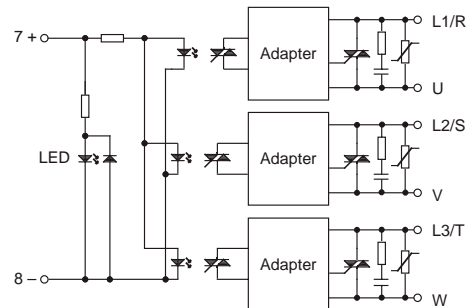 L1/R
7 +
Adapter
U
L2/S
LED
Adapter
V
L3/T
8 –
Adapter
W